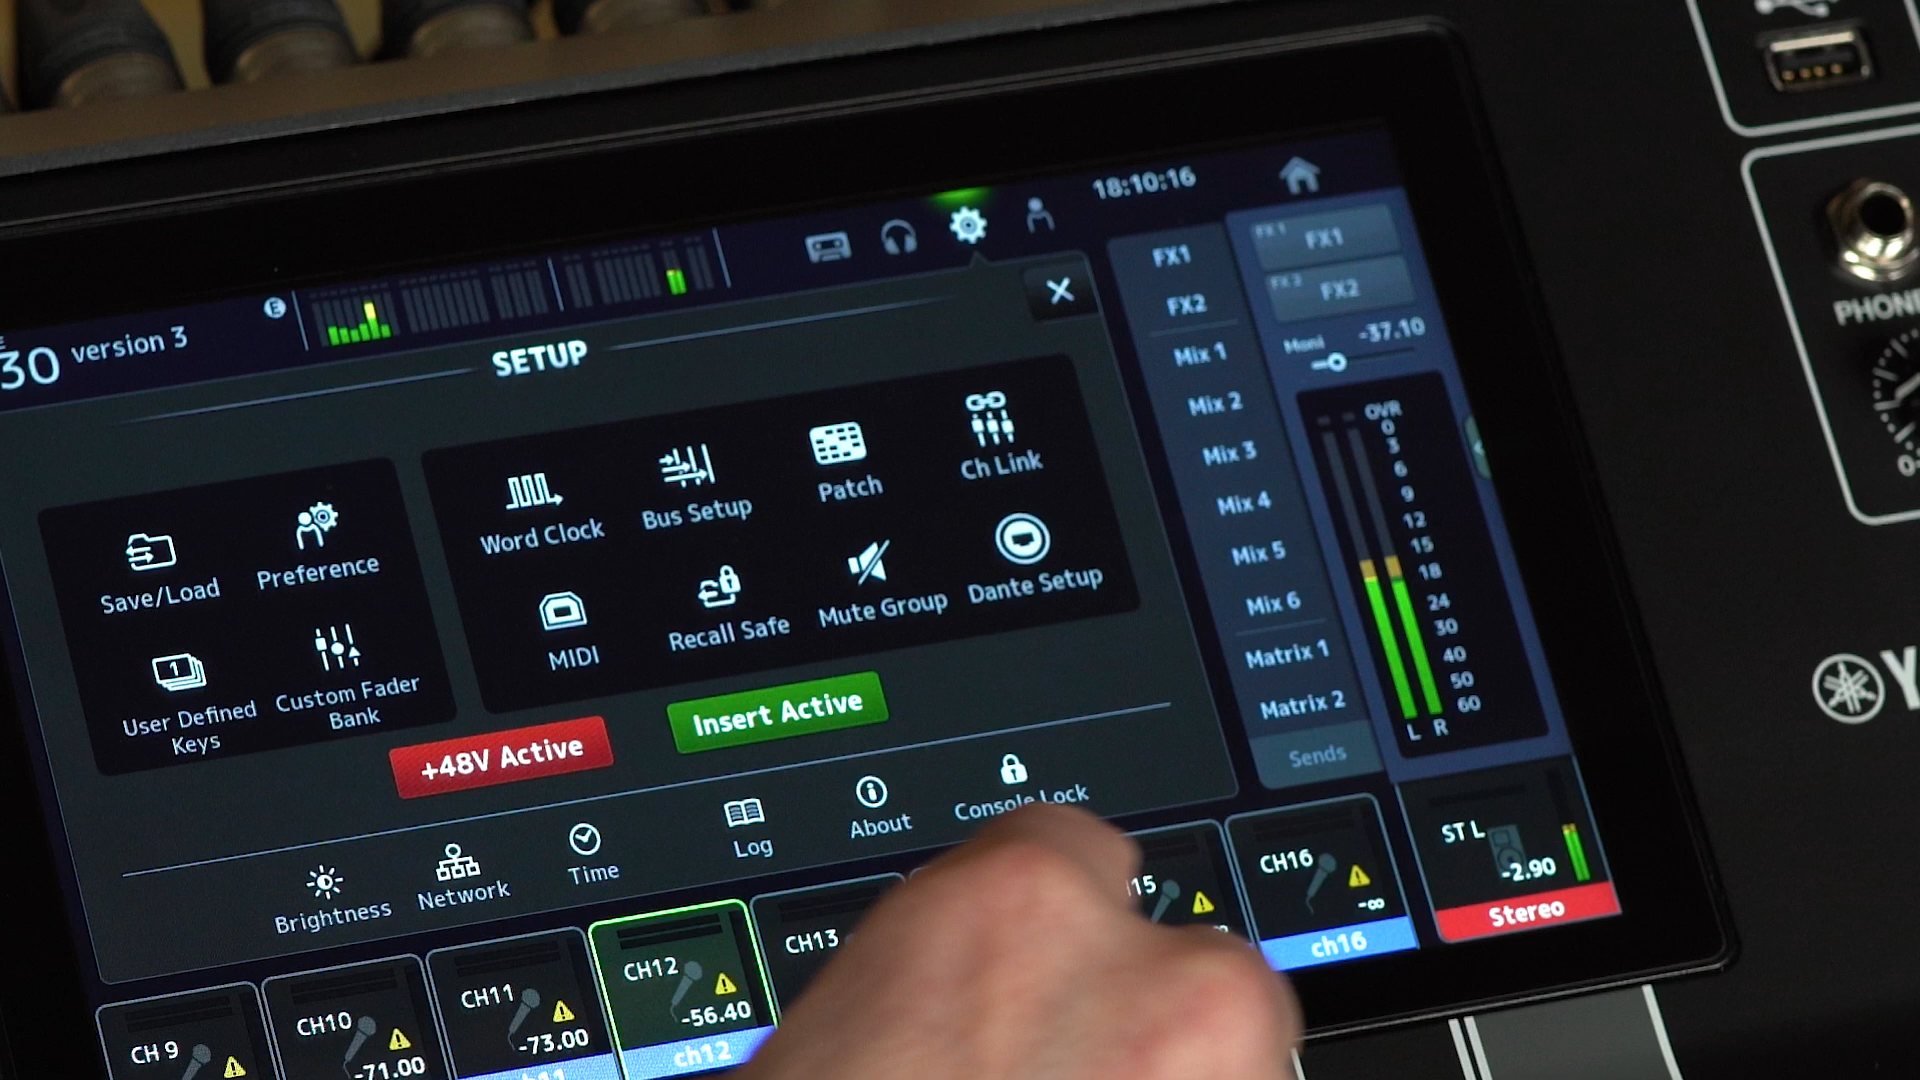 18:10:16
30 version 3
E
SETUP
Save/Load
Preference
User Defined
Keys
Custom Fader
Bank
Word Clock
Bus Setup
Patch
Ch Link
MIDI
Recall Safe
Mute Group
Dante Setup
+48V Active
Insert Active
Brightness
Network
Time
Log
About
Console Lock
FX1
FX2
Mix 1
Mix 2
Mix 3
Mix 4
Mix 5
Mix 6
Matrix 1
Matrix 2
Sends
FX1 FX1
FX2 FX2
Moni -37.10
OVR
0
3
6
9
12
15
18
24
30
40
50
60
L R
CH 9
CH10
-71.00
CH11
-73.00
CH12
-56.40
ch12
CH13
15
CH16
-∞
ch16
ST L
-2.90
Stereo
PHONE
Y